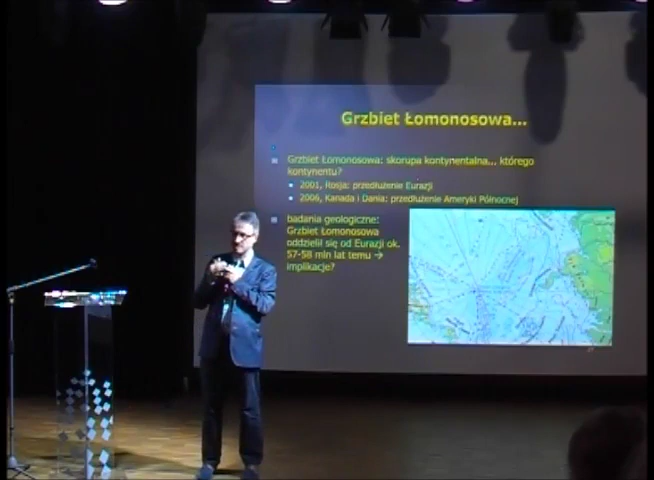 Grzbiet Łomonosowa...
Grzbiet Łomonosowa: skorupa kontynentalna... którego
kontynentu?
2001, Rosja: przedłużenie Eurazji
2006, Kanada i Dania: przedłużenie Ameryki Północnej
badania geologiczne:
Grzbiet Łomonosowa
oddzielił się od Eurazji ok.
57-58 mln lat temu →
implikacje?